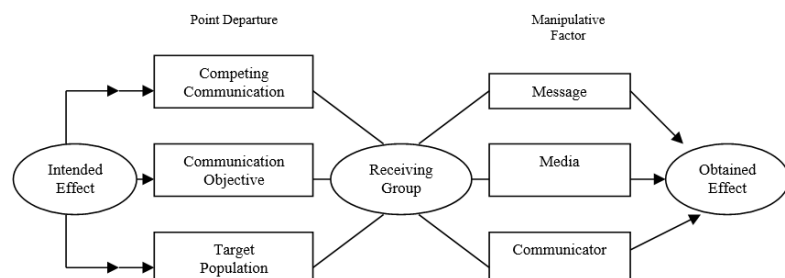 Point Departure
Manipulative
Factor
Competing
Communication
Message
Intended
Effect
Communication
Objective
Receiving
Group
Media
Obtained
Effect
Target
Population
Communicator